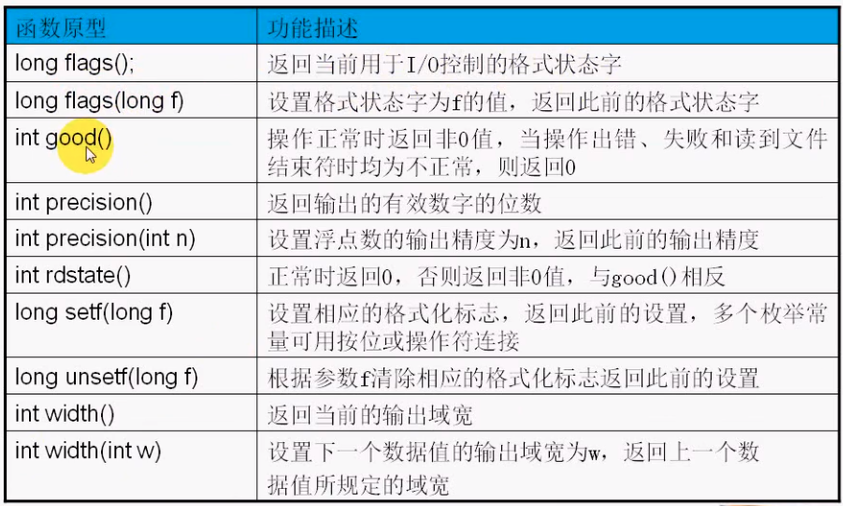 函数原型 功能描述
long flags(); 返回当前用于I/O控制的格式状态字
long flags(long f) 设置格式状态字为f的值，返回此前的格式状态字
int good() 操作正常时返回非0值，当操作出错、失败和读到文件
结束符时均为不正常，则返回0
int precision() 返回输出的有效数字的位数
int precision(int n) 设置浮点数的输出精度为n，返回此前的输出精度
int rdstate() 正常时返回0，否则返回非0值，与good()相反
long setf(long f) 设置相应的格式化标志，返回此前的设置，多个枚举常
量可用按位或操作符连接
long unsetf(long f) 根据参数f清除相应的格式化标志返回此前的设置
int width() 返回当前的输出域宽
int width(int w) 设置下一个数据值的输出域宽为w，返回上一个数
据值所规定的域宽